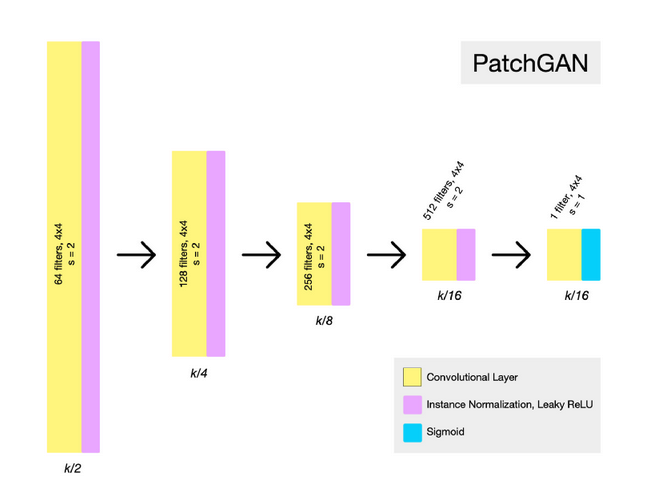 PatchGAN
64 filters, 4x4
s = 2
k/2
128 filters, 4x4
s = 2
k/4
256 filters, 4x4
s = 2
k/8
512 filters, 4x4
s = 2
k/16
1 filter, 4x4
s = 1
k/16
Convolutional Layer
Instance Normalization, Leaky ReLU
Sigmoid